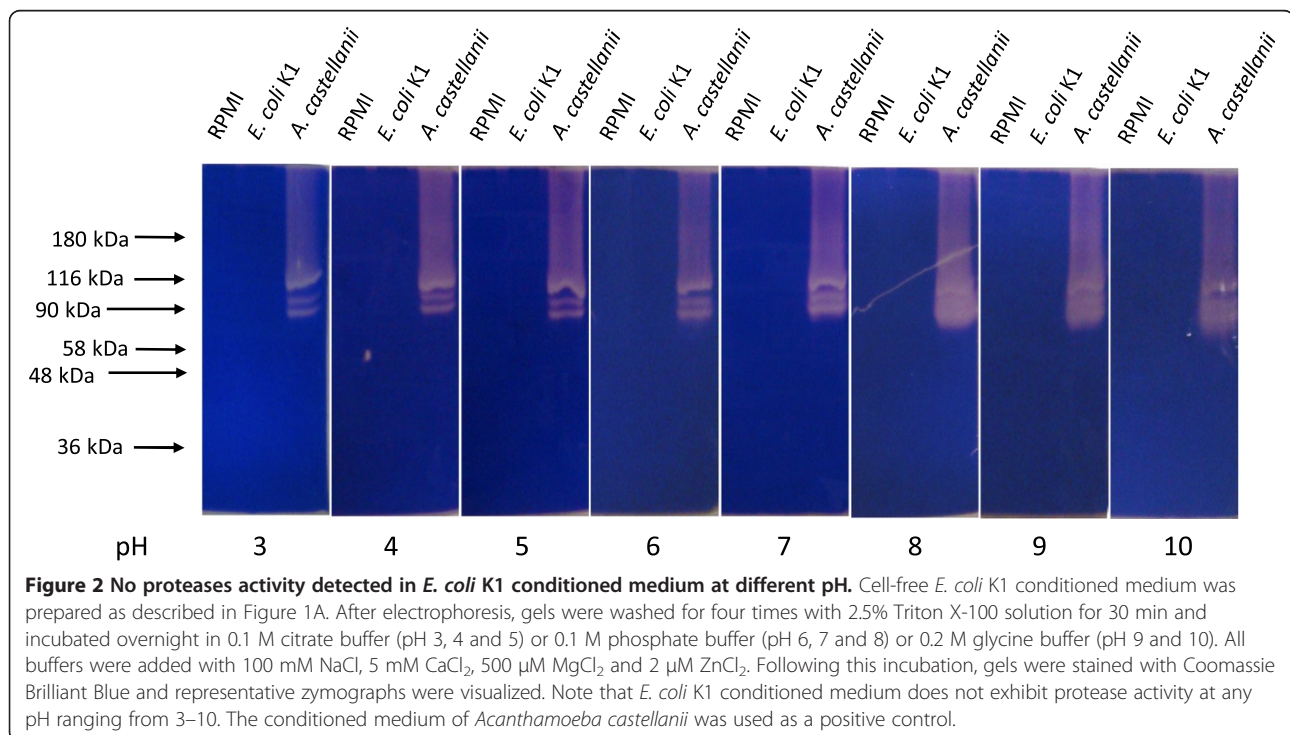 RPMI
E. coli K1
A. castellanii
RPMI
E. coli K1
A. castellanii
RPMI
E. coli K1
A. castellanii
RPMI
E. coli K1
A. castellanii
RPMI
E. coli K1
A. castellanii
RPMI
E. coli K1
A. castellanii
RPMI
E. coli K1
A. castellanii
RPMI
E. coli K1
A. castellanii
180 kDa
116 kDa
90 kDa
58 kDa
48 kDa
36 kDa
pH 3 4 5 6 7 8 9 10
Figure 2 No proteases activity detected in E. coli K1 conditioned medium at different pH. Cell-free E. coli K1 conditioned medium was
prepared as described in Figure 1A. After electrophoresis, gels were washed for four times with 2.5% Triton X-100 solution for 30 min and
incubated overnight in 0.1 M citrate buffer (pH 3, 4 and 5) or 0.1 M phosphate buffer (pH 6, 7 and 8) or 0.2 M glycine buffer (pH 9 and 10). All
buffers were added with 100 mM NaCl, 5 mM CaCl₂, 500 μM MgCl₂ and 2 μM ZnCl₂. Following this incubation, gels were stained with Coomassie
Brilliant Blue and representative zymographs were visualized. Note that E. coli K1 conditioned medium does not exhibit protease activity at any
pH ranging from 3–10. The conditioned medium of Acanthamoeba castellanii was used as a positive control.